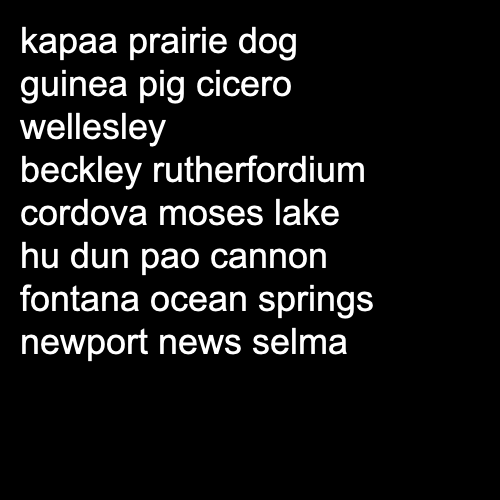 kapaa prairie dog
guinea pig cicero
wellesley
beckley rutherfordium
cordova moses lake
hu dun pao cannon
fontana ocean springs
newport news selma